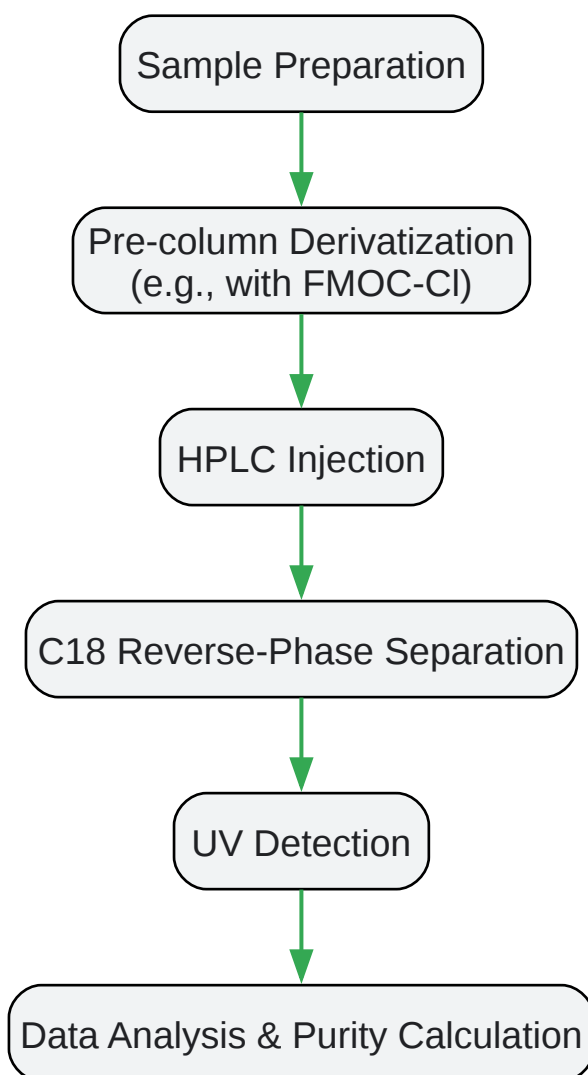 Sample Preparation
Pre-column Derivatization
(e.g., with FMOC-Cl)
HPLC Injection
C18 Reverse-Phase Separation
UV Detection
Data Analysis & Purity Calculation